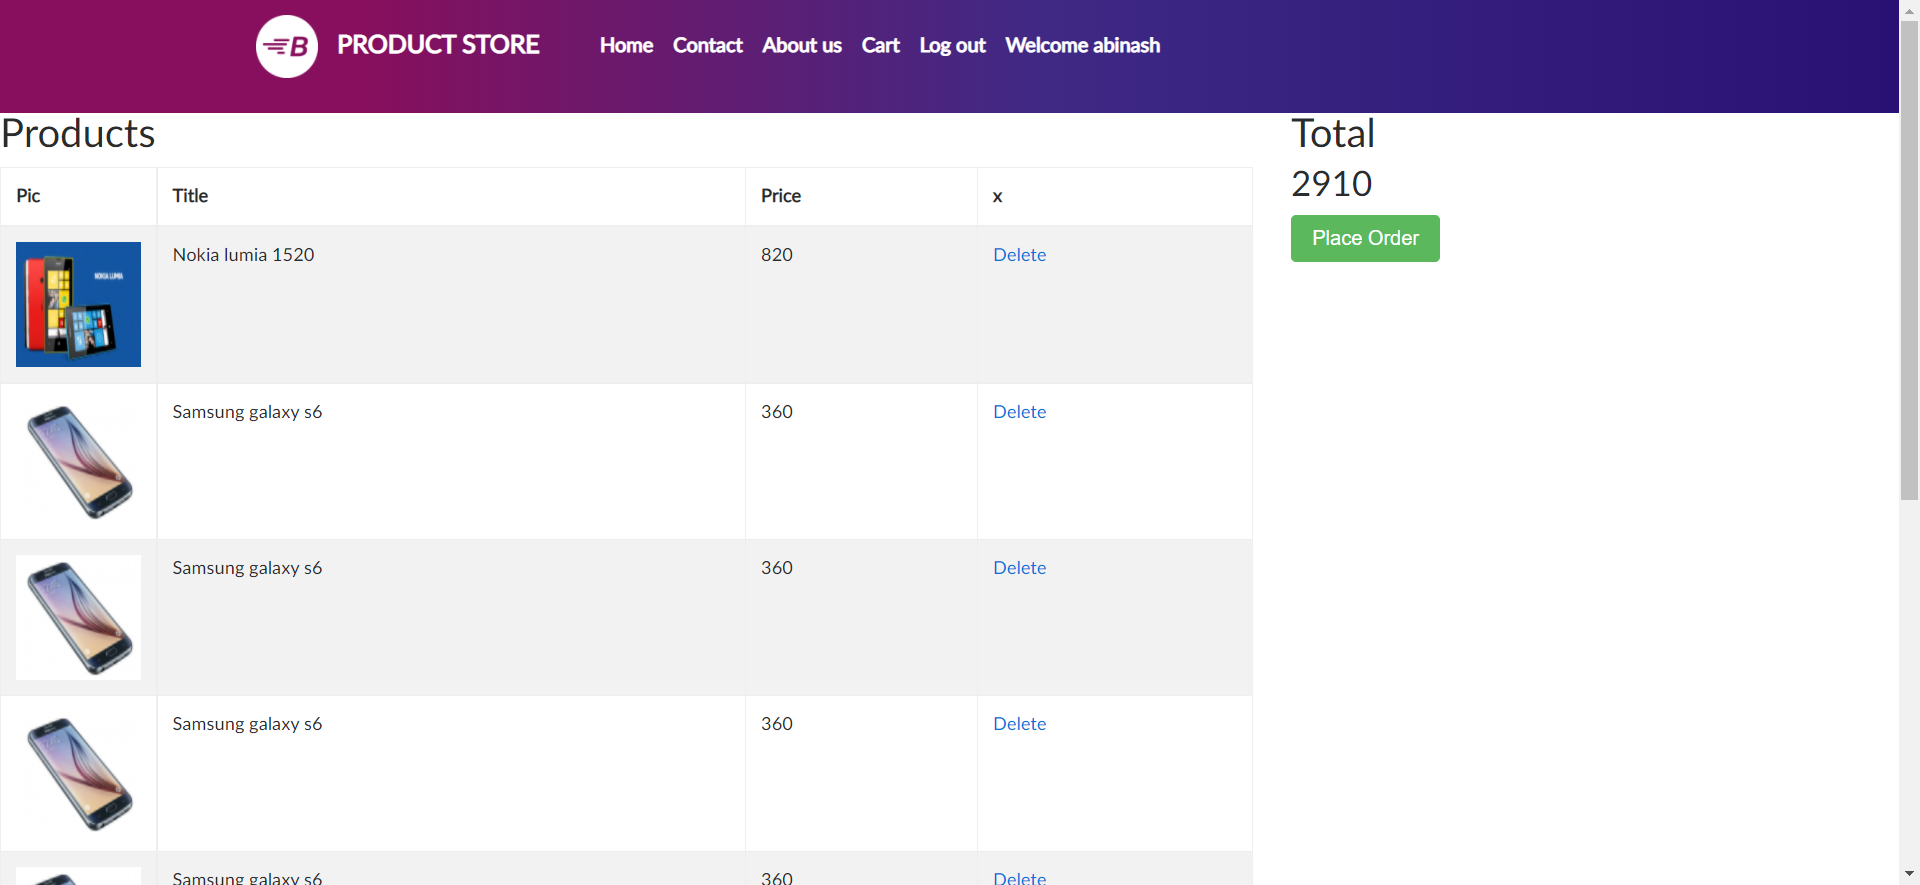 B PRODUCT STORE Home Contact About us Cart Log out Welcome abinash
Products
Total
2910
Place Order
Pic Title Price x
NOKIA LUMIA
Nokia lumia 1520 820 Delete
Samsung galaxy s6 360 Delete
Samsung galaxy s6 360 Delete
Samsung galaxy s6 360 Delete
Samsung galaxy s6 360 Delete